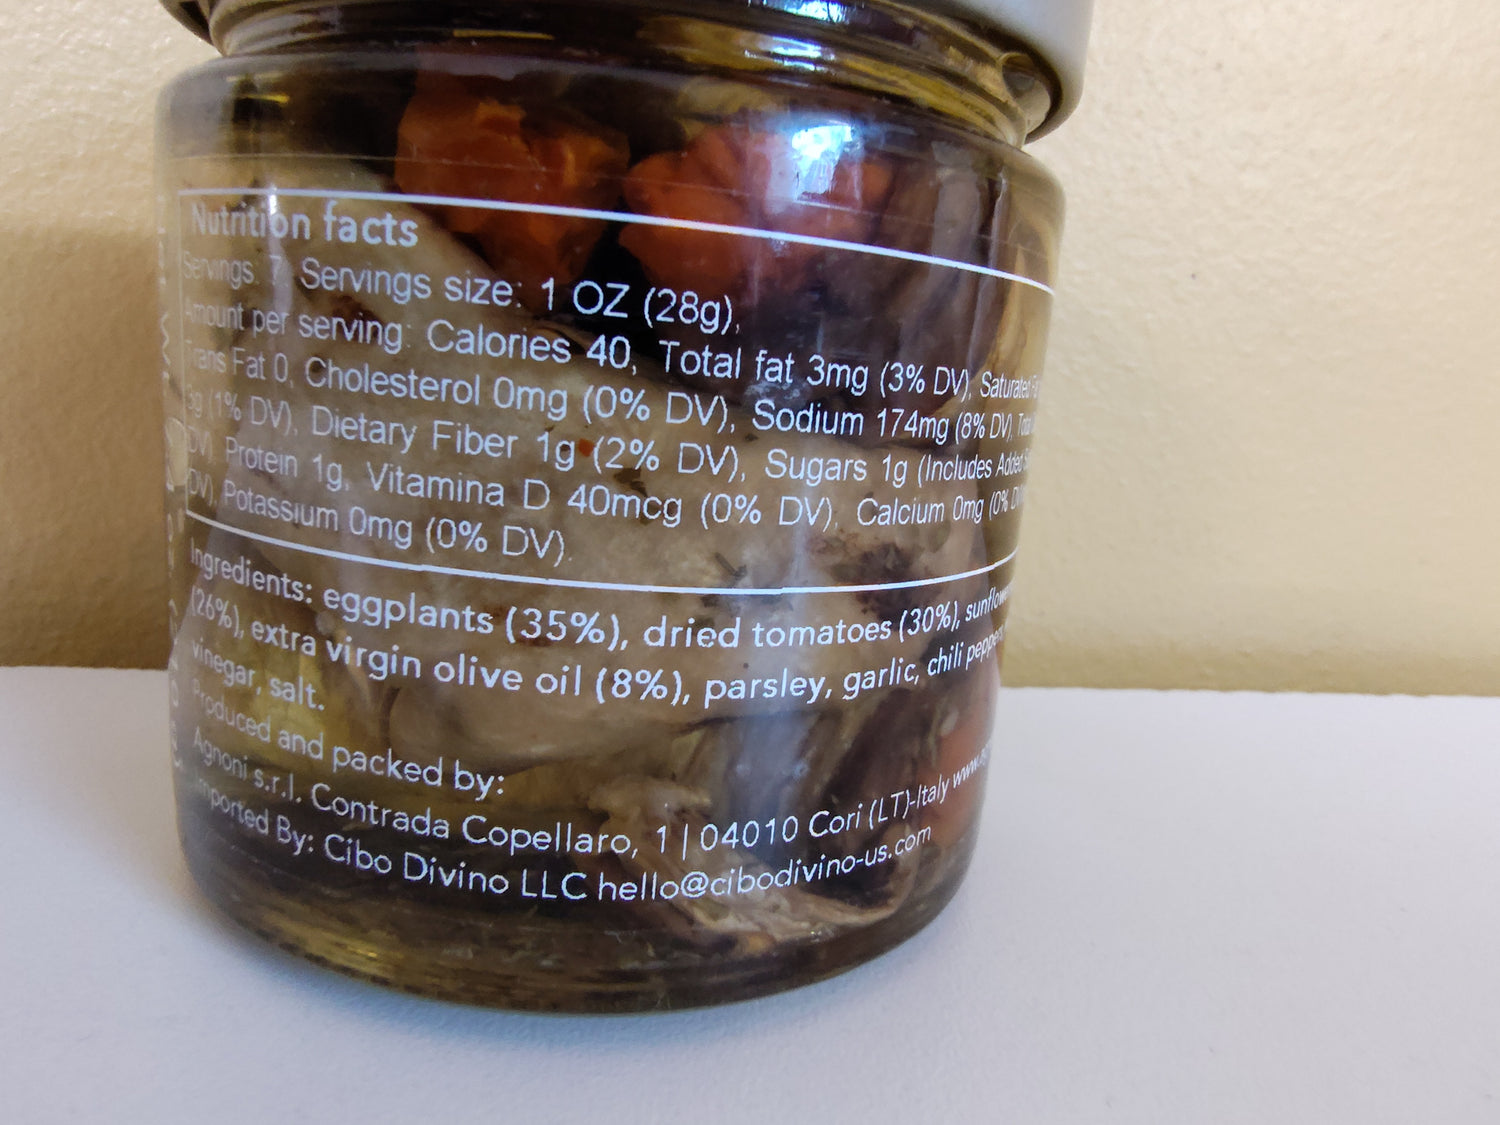 Nutrition facts
Servings: 7, Servings size: 1 OZ (28g),
Amount per serving: Calories 40, Total fat 3mg (3% DV), Saturated
Trans Fat 0, Cholesterol 0mg (0% DV), Sodium 174mg (8% DV),
3g (1% DV), Dietary Fiber 1g (2% DV), Sugars 1g (Includes Added
DV), Protein 1g, Vitamina D 40mcg (0% DV), Calcium 0mg (0%
DV), Potassium 0mg (0% DV).
Ingredients: eggplants (35%), dried tomatoes (30%),
(26%), extra virgin olive oil (8%), parsley, garlic, chili
vinegar, salt.
Produced and packed by:
Agnoni s.r.l. Contrada Copellaro, 1 | 04010 Cori (LT)-Italy
Imported By: Cibo Divino LLC hello@cibodivino-us.com